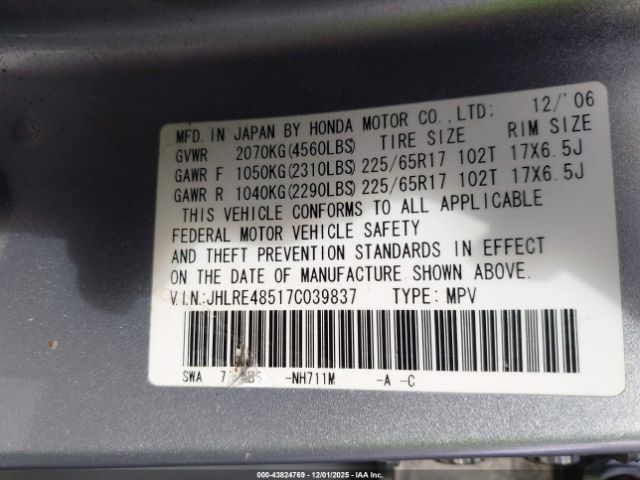 MFD. IN JAPAN BY HONDA MOTOR CO.,LTD; 12/'06
GVWR 2070KG(4560LBS) TIRE SIZE RIM SIZE
GAWR F 1050KG(2310LBS) 225/65R17 102T 17X6.5J
GAWR R 1040KG(2290LBS) 225/65R17 102T 17X6.5J
THIS VEHICLE CONFORMS TO ALL APPLICABLE
FEDERAL MOTOR VEHICLE SAFETY
AND THEFT PREVENTION STANDARDS IN EFFECT
ON THE DATE OF MANUFACTURE SHOWN ABOVE.
V.I.N.:JHLRE48517C039837 TYPE: MPV
SWA -NH711M -A -C
000-43824769 - 12/01/2025 - IAA Inc.